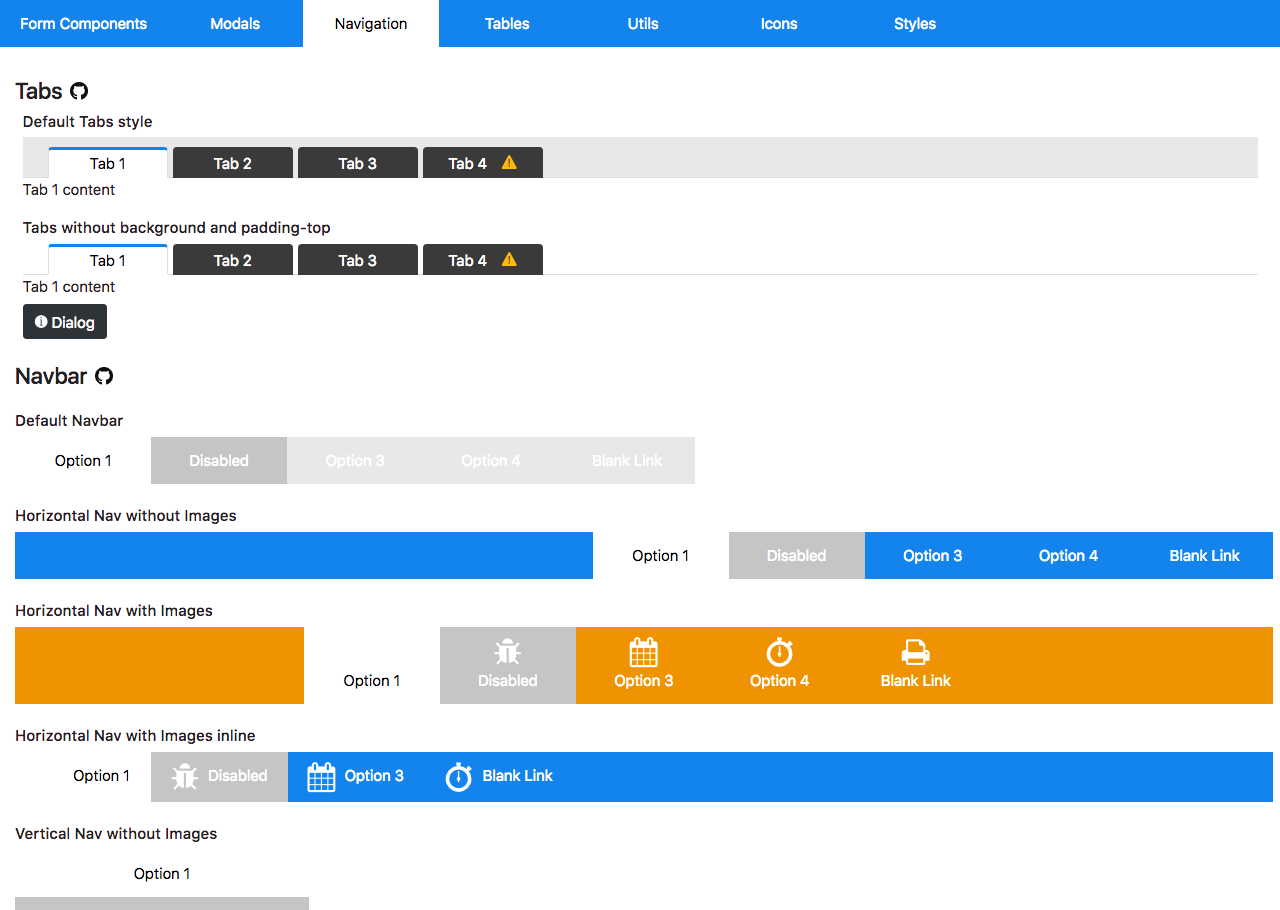 Form Components Modals Navigation Tables Utils Icons Styles
Tabs
Default Tabs style
Tab 1 Tab 2 Tab 3 Tab 4
Tab 1 content
Tabs without background and padding-top
Tab 1 Tab 2 Tab 3 Tab 4
Tab 1 content
Dialog
Navbar
Default Navbar
Option 1 Disabled Option 3 Option 4 Blank Link
Horizontal Nav without Images
Option 1 Disabled Option 3 Option 4 Blank Link
Horizontal Nav with Images
Option 1 Disabled Option 3 Option 4 Blank Link
Horizontal Nav with Images inline
Option 1 Disabled Option 3 Blank Link
Vertical Nav without Images
Option 1